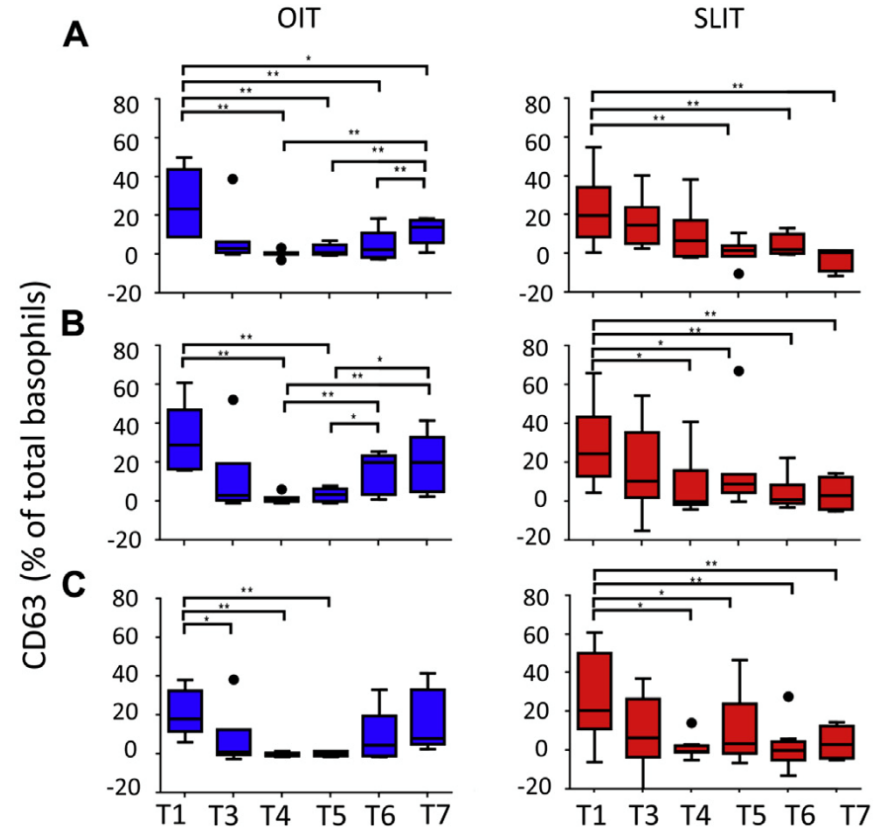 OIT SLIT
A
* ** ** ** ** ** **
80 60 40 20 0 -20
** ** **
80 60 40 20 0 -20
B
** ** * ** ** *
80 60 40 20 0 -20
** ** * *
80 60 40 20 0 -20
C
** ** *
80 60 40 20 0 -20
** ** * *
80 60 40 20 0 -20
CD63 (% of total basophils)
T1 T3 T4 T5 T6 T7 T1 T3 T4 T5 T6 T7